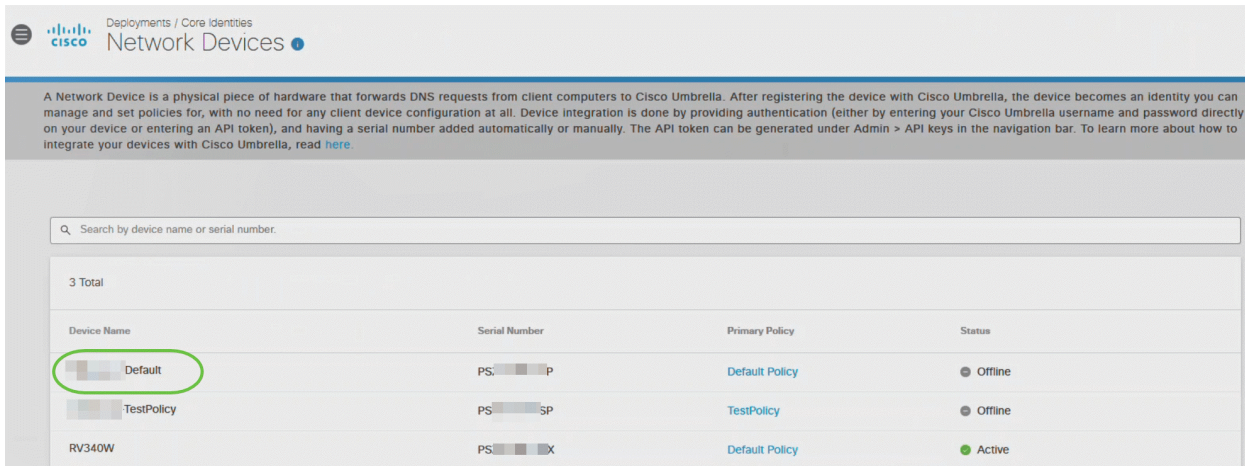 Deployments / Core Identities
CISCO
Network Devices
A Network Device is a physical piece of hardware that forwards DNS requests from client computers to Cisco Umbrella. After registering the device with Cisco Umbrella, the device becomes an identity you can
manage and set policies for, with no need for any client device configuration at all. Device integration is done by providing authentication (either by entering your Cisco Umbrella username and password directly
on your device or entering an API token), and having a serial number added automatically or manually. The API token can be generated under Admin > API keys in the navigation bar. To learn more about how to
integrate your devices with Cisco Umbrella, read here.
Search by device name or serial number.
3 Total
Device Name Serial Number Primary Policy Status
Default PS P Default Policy Offline
TestPolicy PS SP TestPolicy Offline
RV340W PS X Default Policy Active